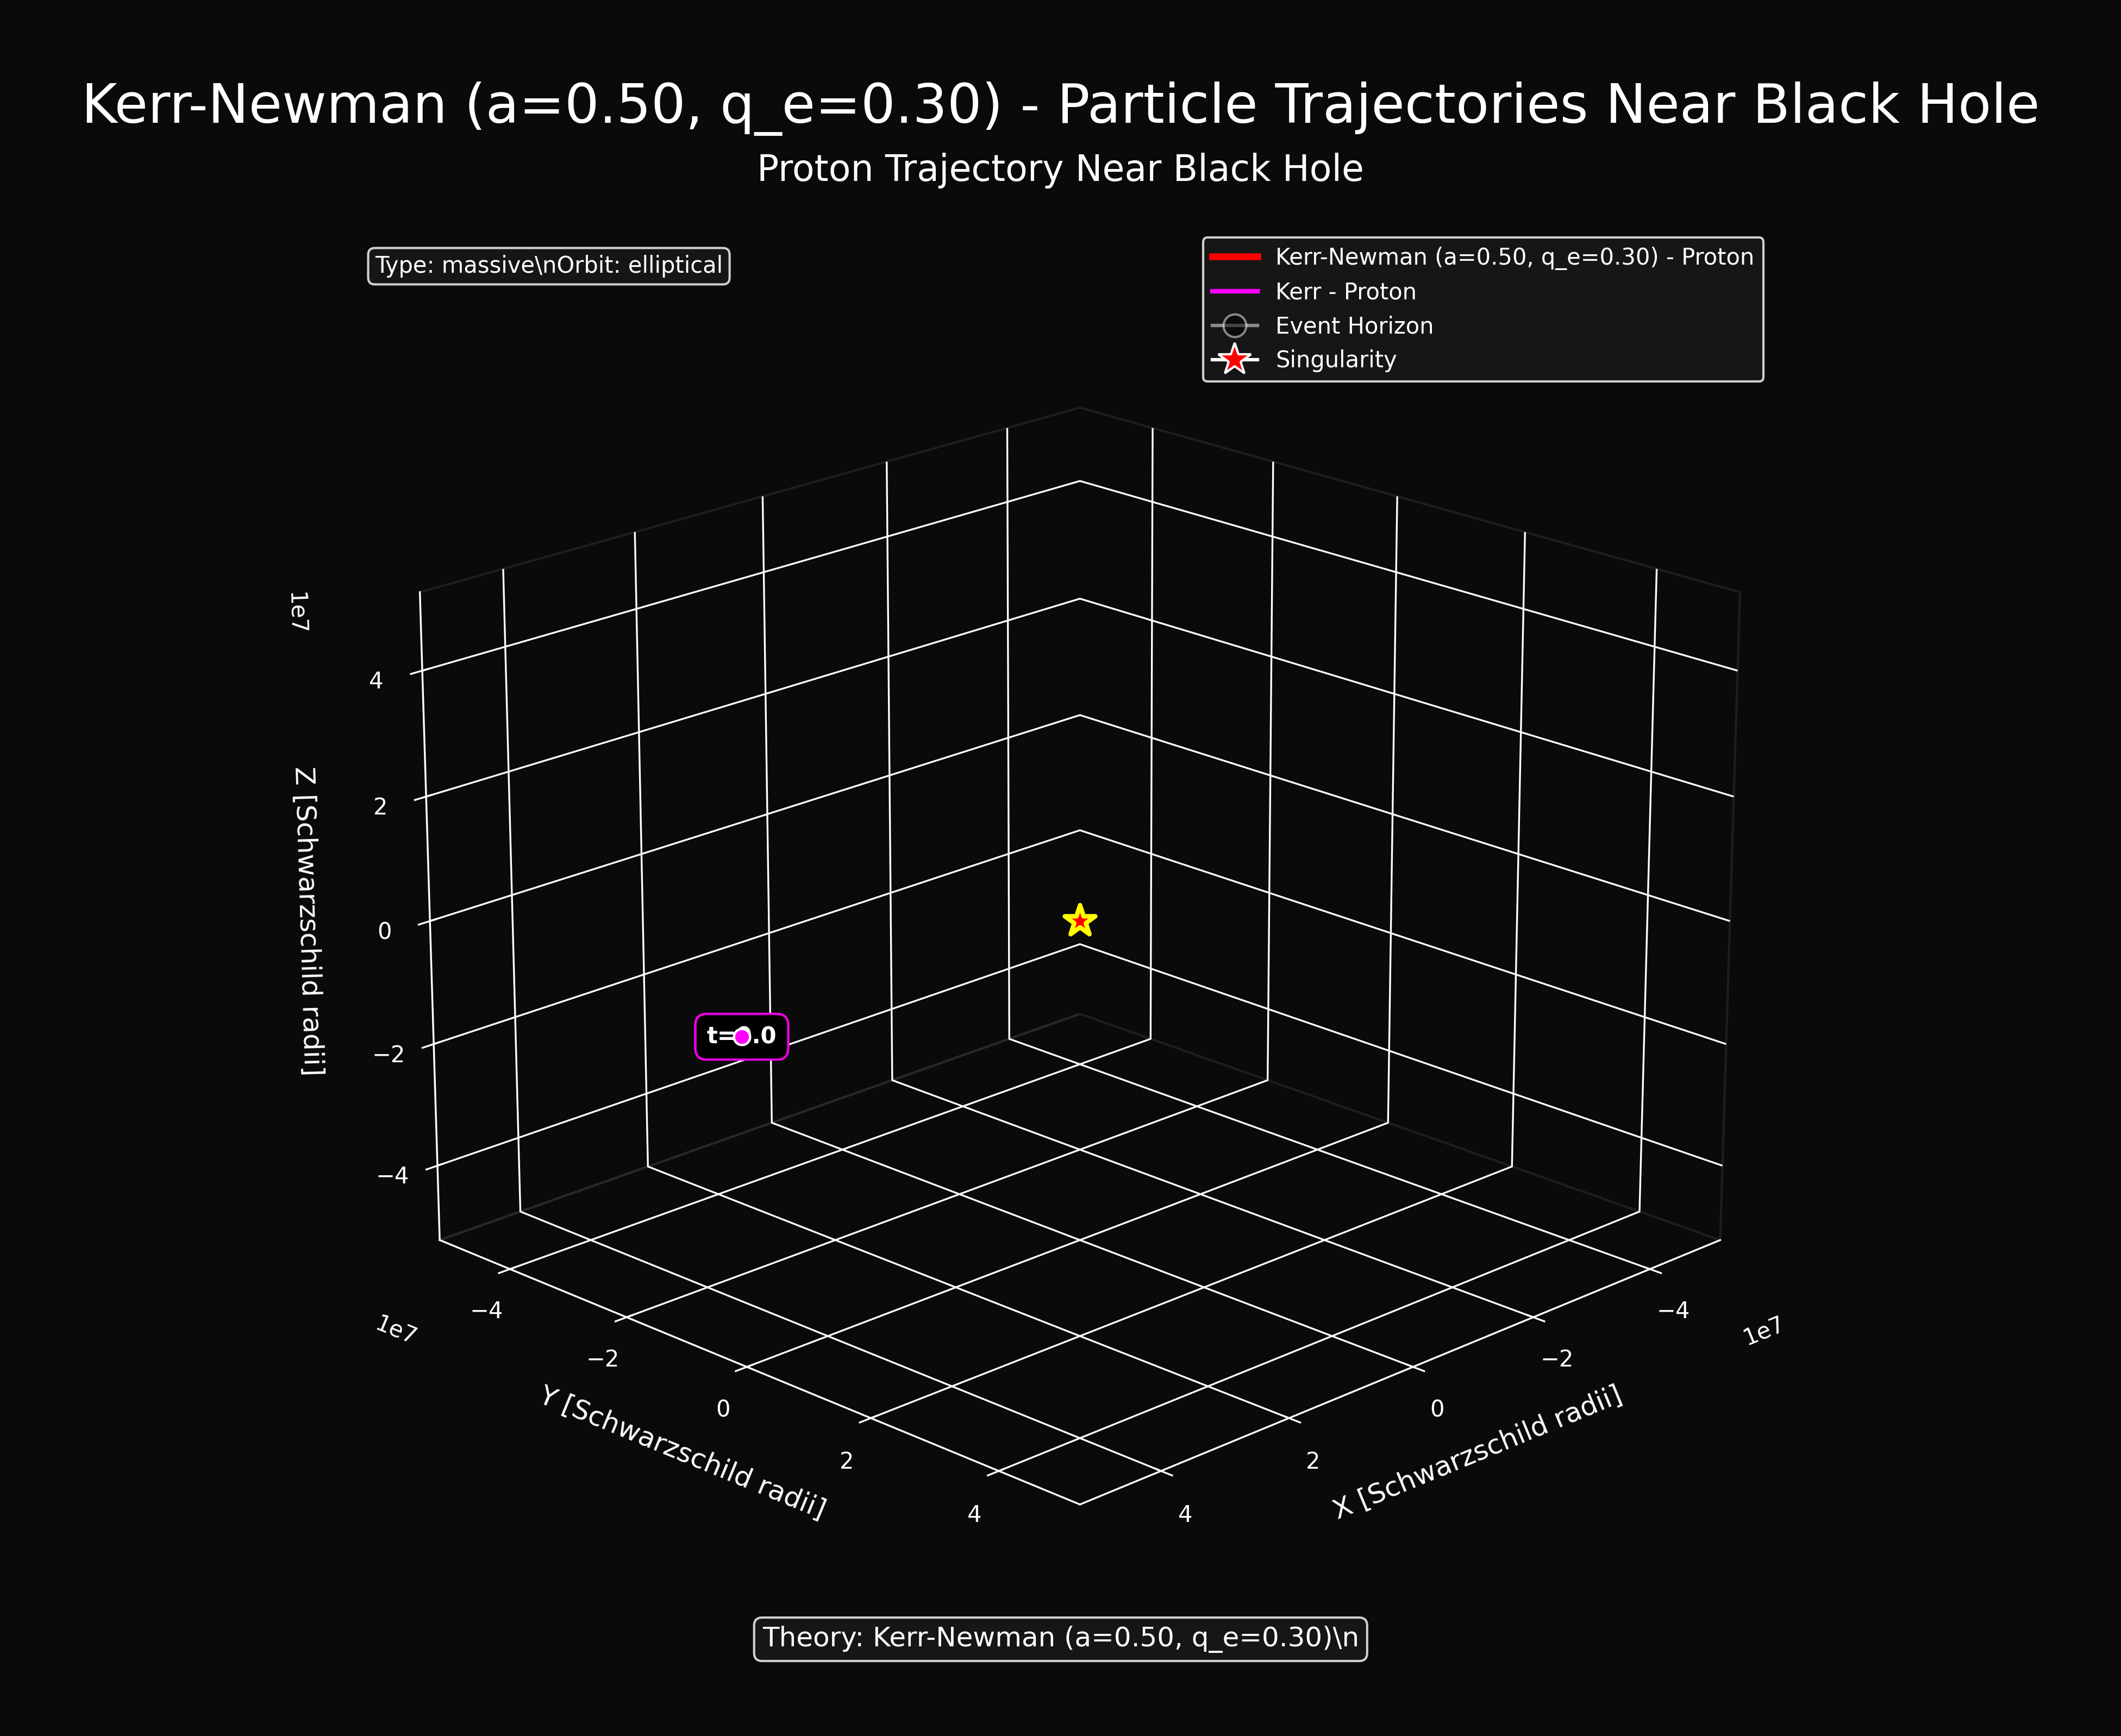 Kerr-Newman (a=0.50, q_e=0.30) - Particle Trajectories Near Black Hole
Proton Trajectory Near Black Hole
Type: massive\nOrbit: elliptical
Kerr-Newman (a=0.50, q_e=0.30) - Proton
Kerr - Proton
Event Horizon
Singularity
1e7
4
2
0
−2
−4
Z [Schwarzschild radii]
t=0.0
1e7
−4
−2
0
2
4
Y [Schwarzschild radii]
4
2
0
−2
−4
1e7
X [Schwarzschild radii]
Theory: Kerr-Newman (a=0.50, q_e=0.30)\n